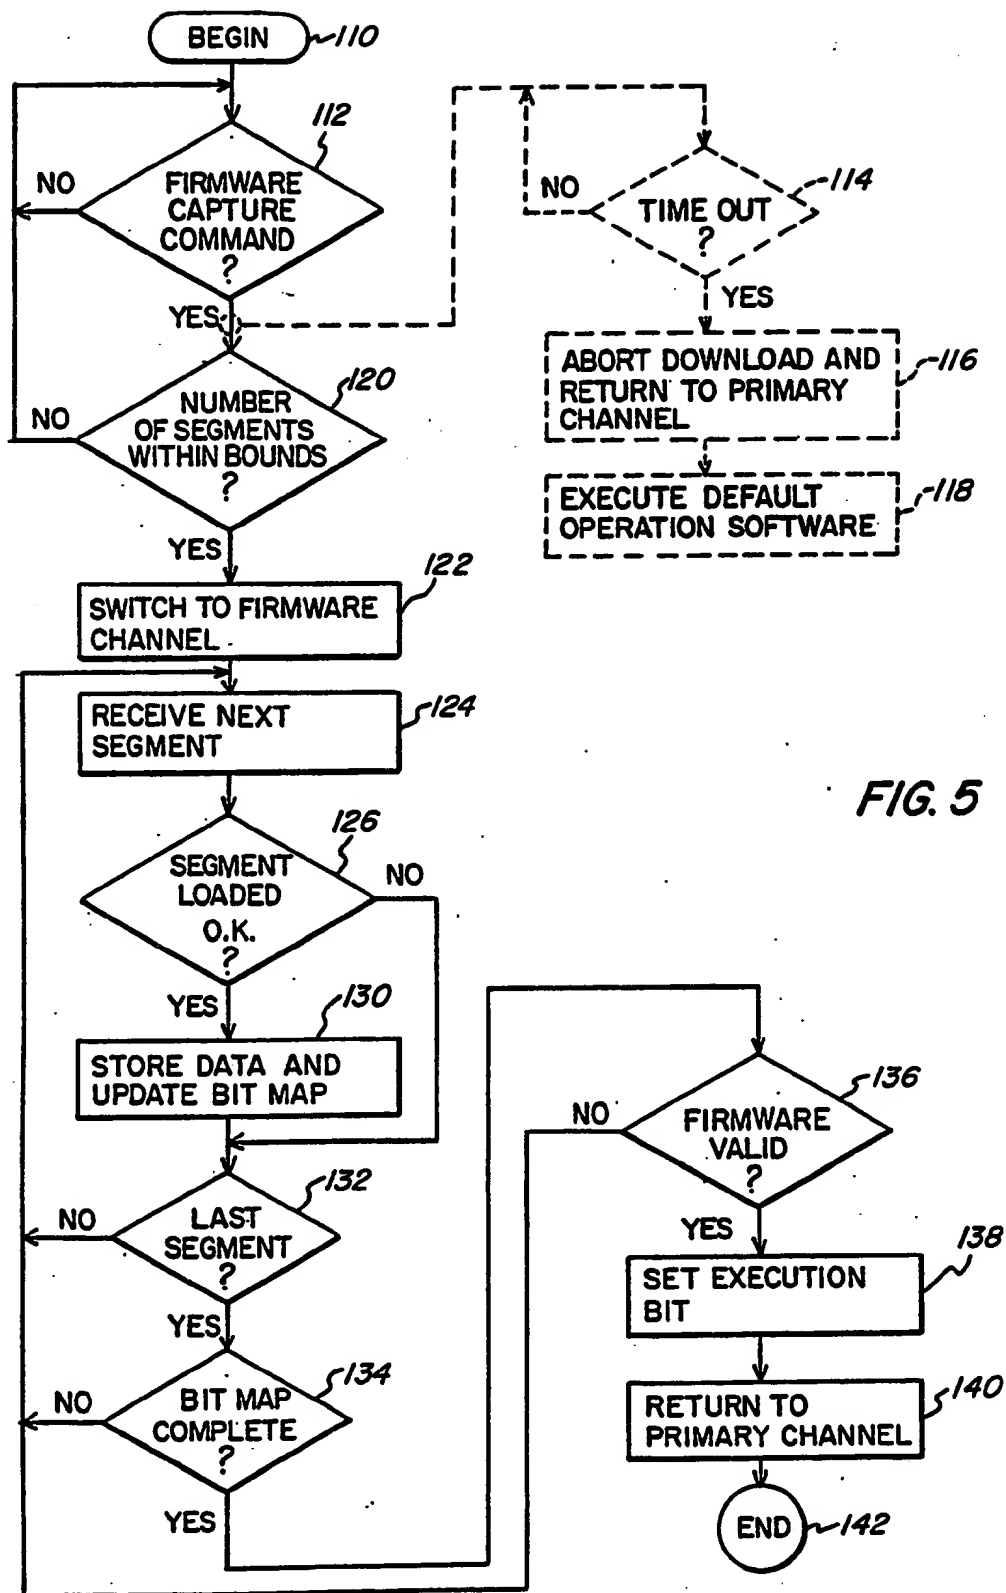 BEGIN
110
112
FIRMWARE
CAPTURE
COMMAND
?
NO
YES
114
TIME OUT
?
NO
YES
ABORT DOWNLOAD AND
RETURN TO PRIMARY
CHANNEL
116
EXECUTE DEFAULT
OPERATION SOFTWARE
118
120
NUMBER
OF SEGMENTS
WITHIN BOUNDS
?
NO
YES
122
SWITCH TO FIRMWARE
CHANNEL
RECEIVE NEXT
SEGMENT
124
FIG. 5
126
SEGMENT
LOADED
O.K.
?
NO
YES
130
STORE DATA AND
UPDATE BIT MAP
132
LAST
SEGMENT
?
NO
YES
134
BIT MAP
COMPLETE
?
NO
YES
136
FIRMWARE
VALID
?
NO
YES
138
SET EXECUTION
BIT
140
RETURN TO
PRIMARY CHANNEL
END
142